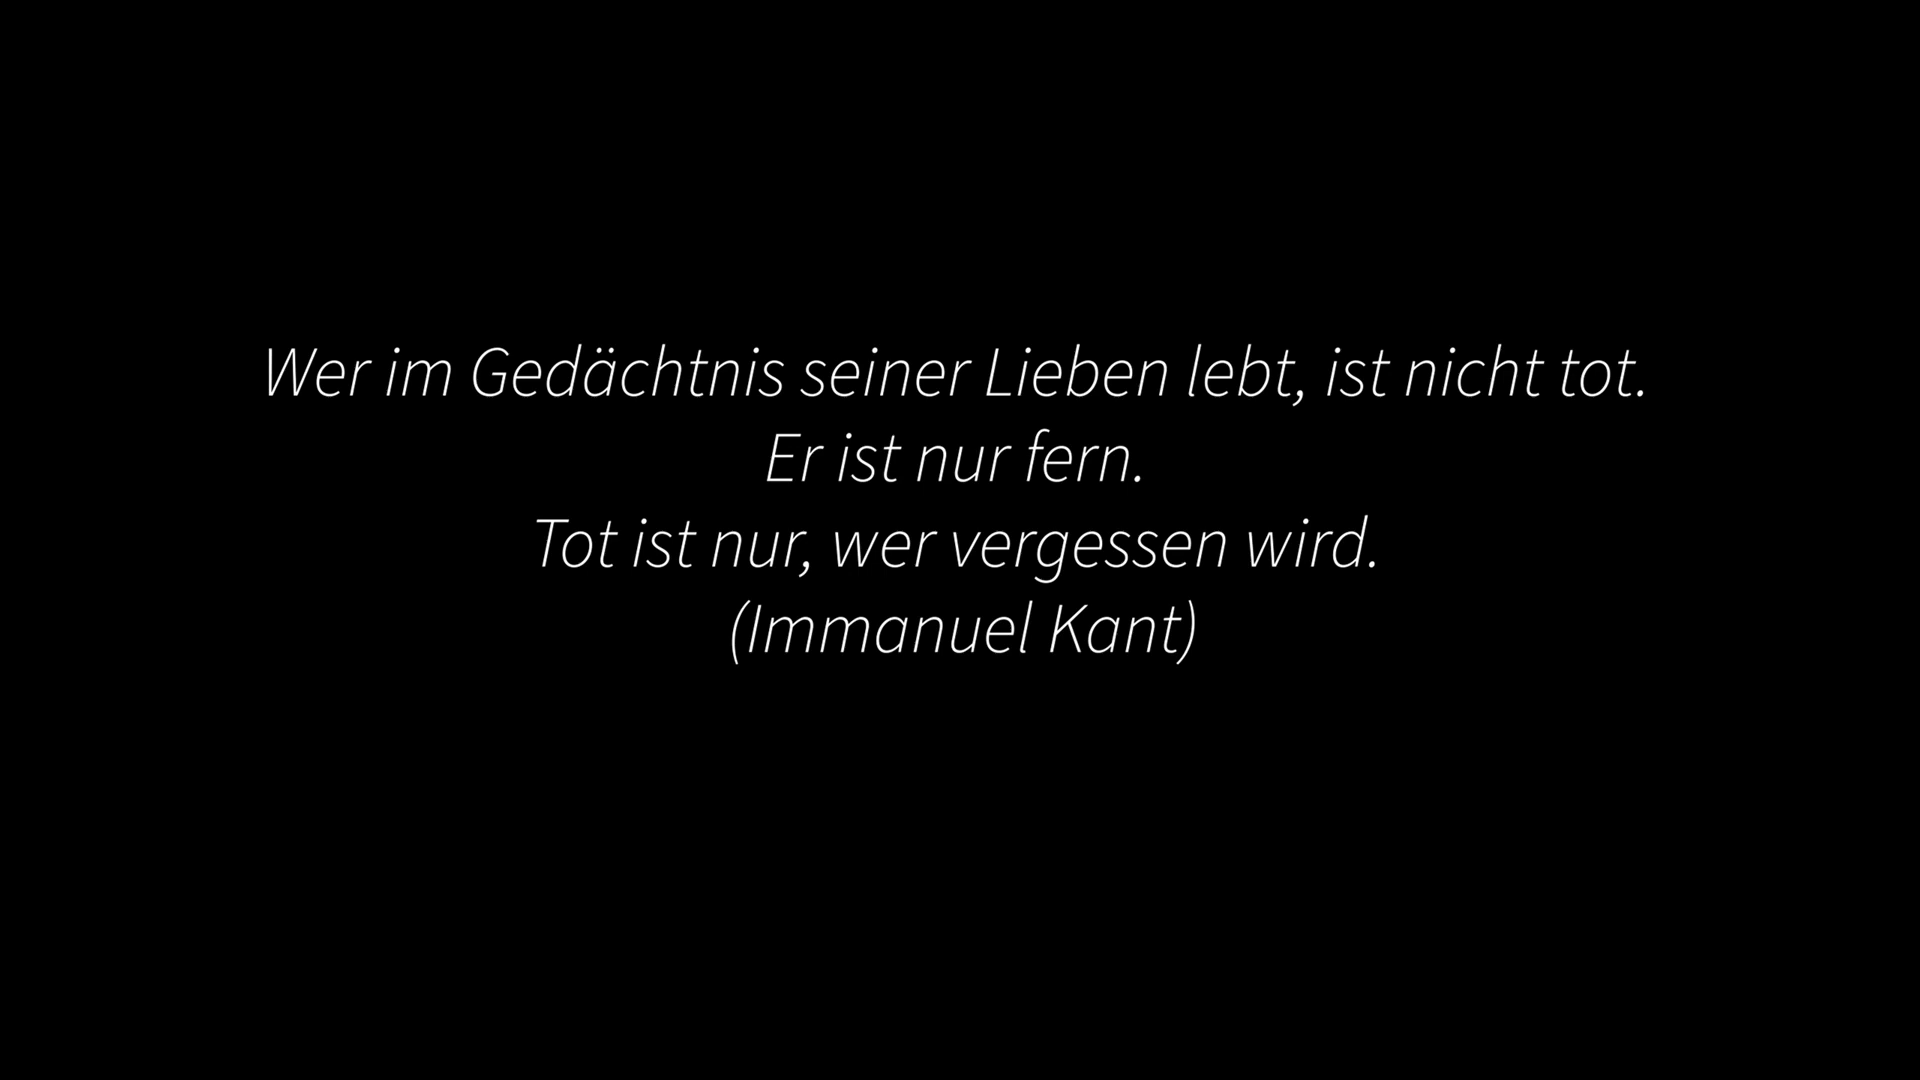 Wer im Gedächtnis seiner Lieben lebt, ist nicht tot.
Er ist nur fern.
Tot ist nur, wer vergessen wird.
(Immanuel Kant)